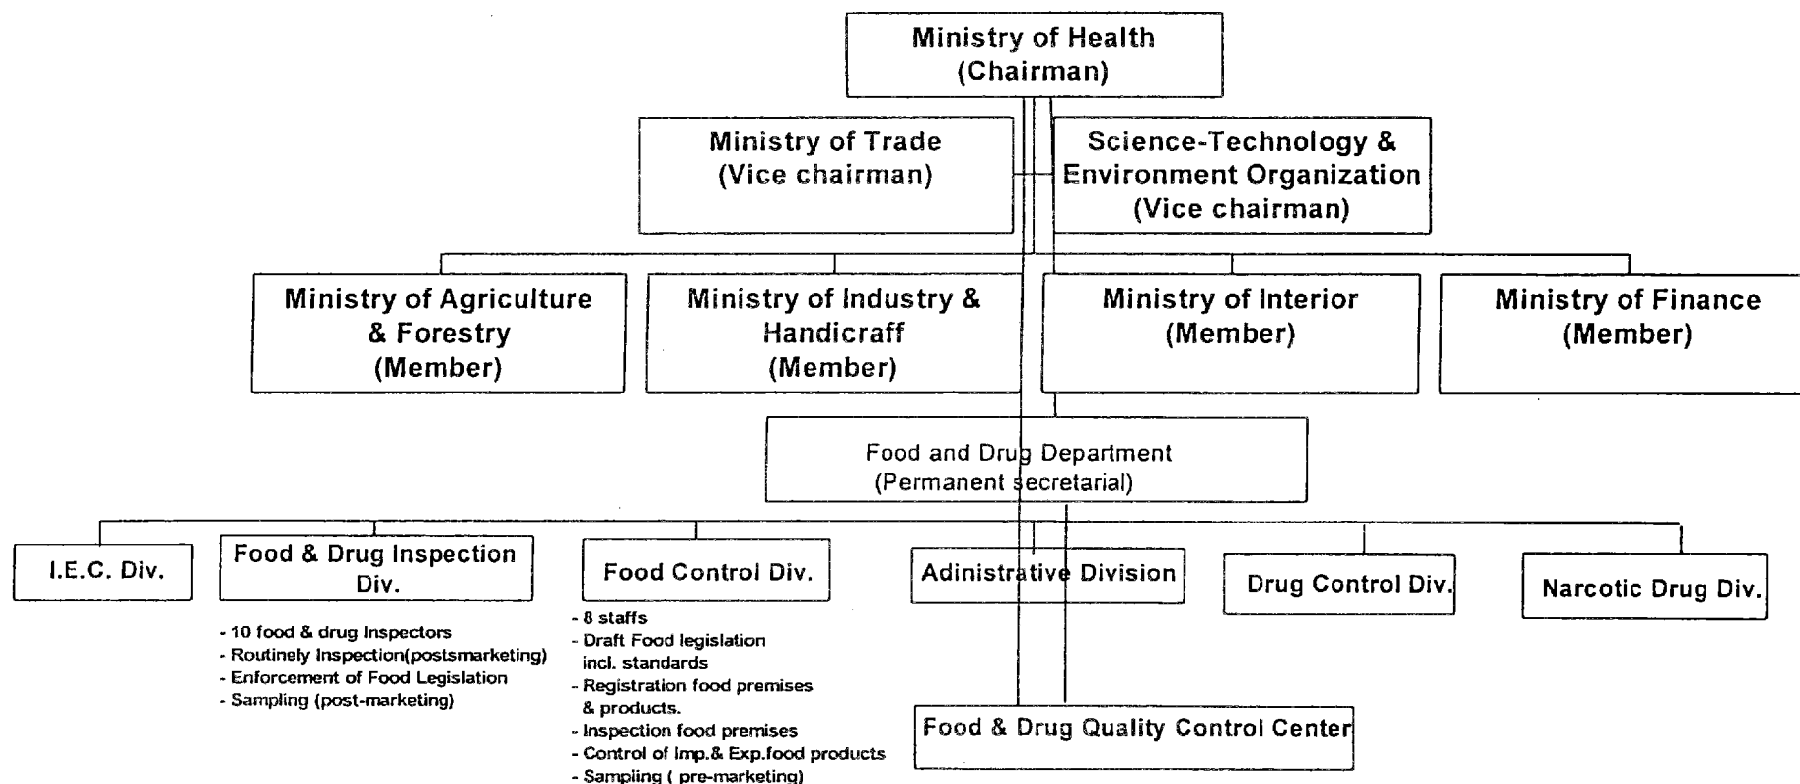 Ministry of Health
(Chairman)
Ministry of Trade
(Vice chairman)
Science-Technology &
Environment Organization
(Vice chairman)
Ministry of Agriculture
& Forestry
(Member)
Ministry of Industry &
Handicraff
(Member)
Ministry of Interior
(Member)
Ministry of Finance
(Member)
Food and Drug Department
(Permanent secretarial)
I.E.C. Div.
Food & Drug Inspection
Div.
Food Control Div.
Adinistrative Division
Drug Control Div.
Narcotic Drug Div.
- 10 food & drug Inspectors
- Routinely Inspection(postsmarketing)
- Enforcement of Food Legislation
- Sampling (post-marketing)
- 8 staffs
- Draft Food legislation
incl. standards
- Registration food premises
& products.
- Inspection food premises
- Control of Imp.& Exp.food products
- Sampling ( pre-marketing)
Food & Drug Quality Control Center